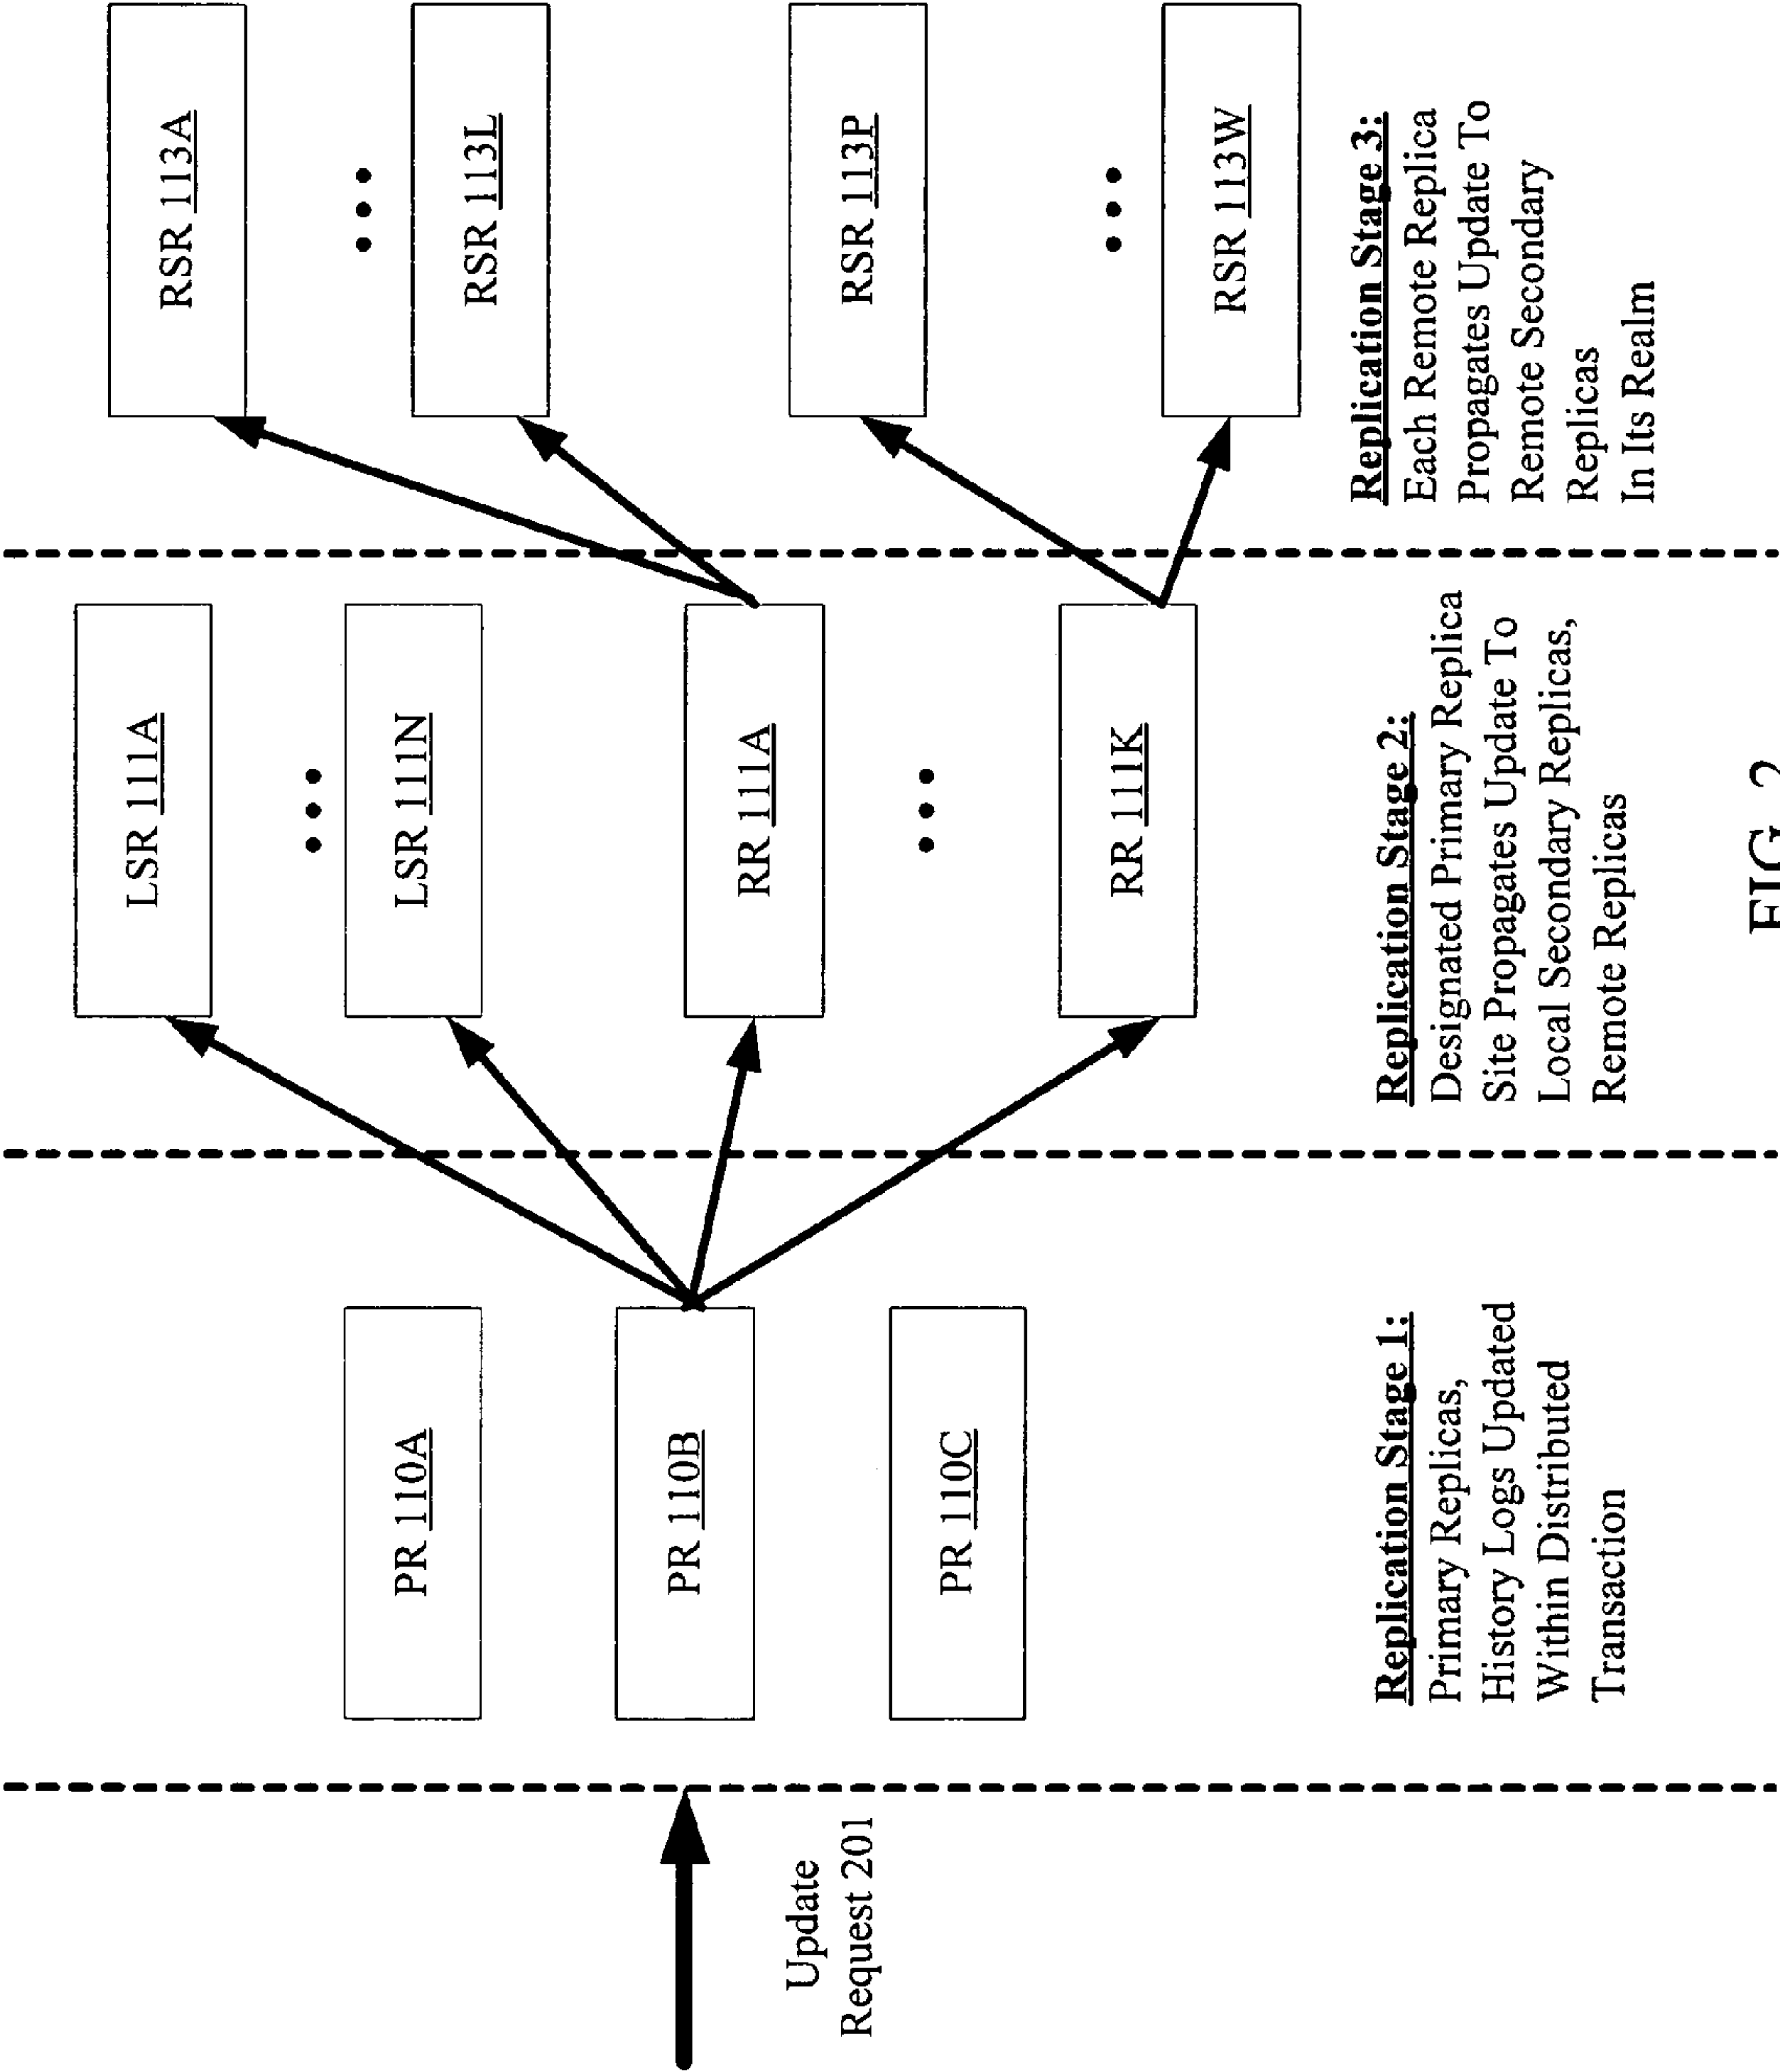 Update
Request 201
PR 110A
PR 110B
PR 110C
Replication Stage 1:
Primary Replicas,
History Logs Updated
Within Distributed
Transaction
LSR 111A
LSR 111N
RR 111A
RR 111K
Replication Stage 2:
Designated Primary Replica
Site Propagates Update To
Local Secondary Replicas,
Remote Replicas
RSR 113A
RSR 113L
RSR 113P
RSR 113W
Replication Stage 3:
Each Remote Replica
Propagates Update To
Remote Secondary
Replicas
In Its Realm
FIG. 2